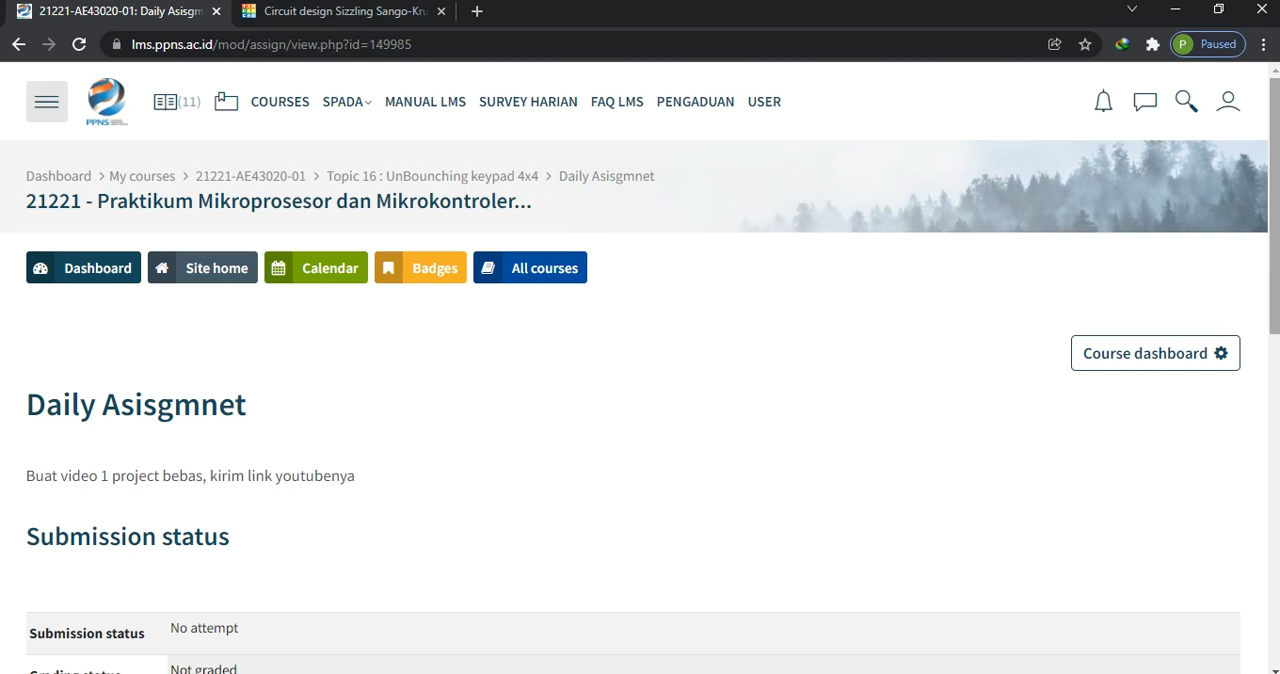 21221-AE43020-01: Daily Asisgm
Circuit design Sizzling Sango-Kru
lms.ppns.ac.id/mod/assign/view.php?id=149985
P Paused
PPNS
(11)
COURSES SPADA MANUAL LMS SURVEY HARIAN FAQ LMS PENGADUAN USER
Dashboard > My courses > 21221-AE43020-01 > Topic 16 : UnBounching keypad 4x4 > Daily Asisgmnet
21221 - Praktikum Mikroprosesor dan Mikrokontroler...
Dashboard Site home Calendar Badges All courses
Course dashboard
Daily Asisgmnet
Buat video 1 project bebas, kirim link youtubenya
Submission status
Submission status No attempt
Grading status Not graded